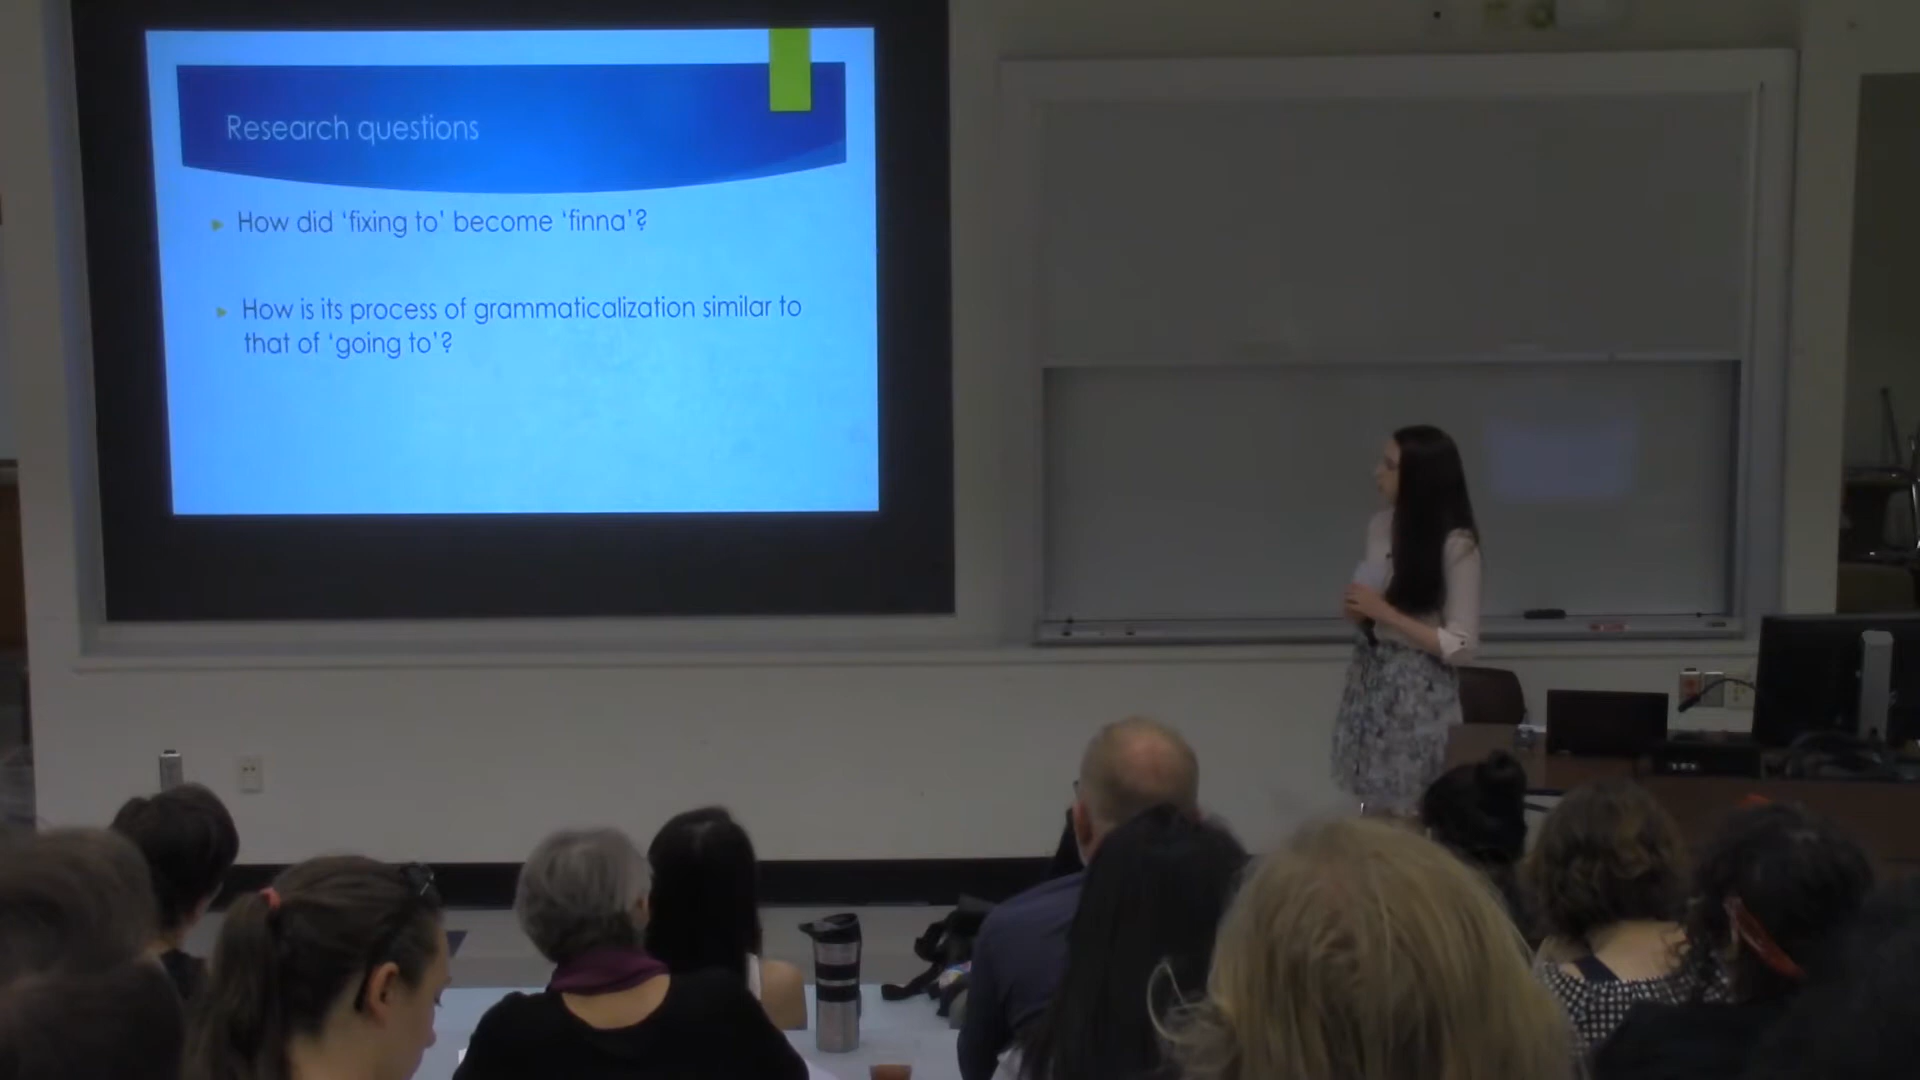 Research questions
How did ‘fixing to’ become ‘finna’?
How is its process of grammaticalization similar to
that of ‘going to’?